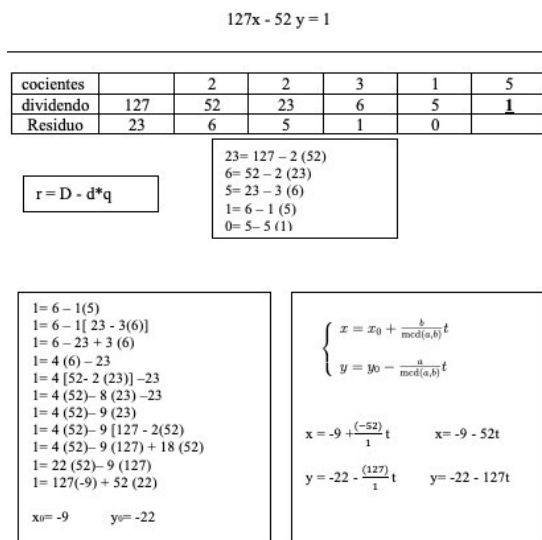 127x - 52 y = 1
cocientes 2 2 3 1 5
dividendo 127 52 23 6 5 1
Residuo 23 6 5 1 0
r = D - d*q
23= 127 – 2 (52)
6= 52 – 2 (23)
5= 23 – 3 (6)
1= 6 – 1 (5)
0= 5– 5 (1)
1= 6 – 1(5)
1= 6 – 1[ 23 - 3(6)]
1= 6 – 23 + 3 (6)
1= 4 (6) – 23
1= 4 [52- 2 (23)] –23
1= 4 (52)– 8 (23) –23
1= 4 (52)– 9 (23)
1= 4 (52)– 9 [127 - 2(52)
1= 4 (52)– 9 (127) + 18 (52)
1= 22 (52)– 9 (127)
1= 127(-9) + 52 (22)
x₀= -9 y₀= -22
x = x₀ + b/mcd(a,b) t
y = y₀ − a/mcd(a,b) t
x = -9 + (−52)/1 t x= -9 - 52t
y = -22 - (127)/1 t y= -22 - 127t